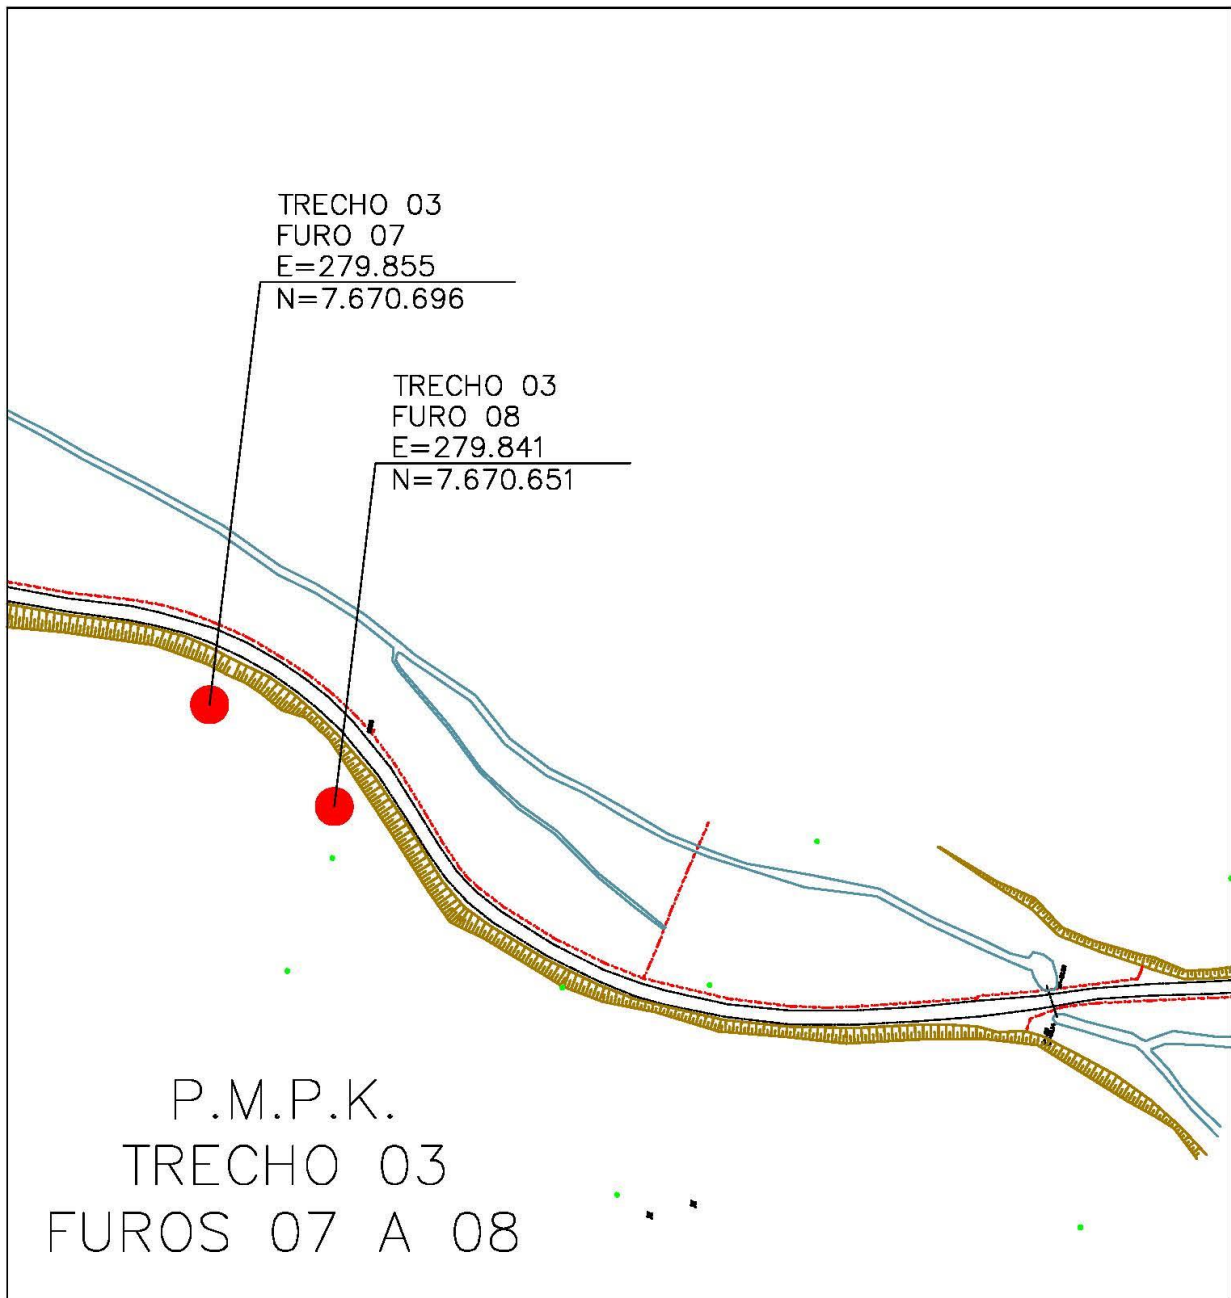 TRECHO 03
FURO 07
E=279.855
N=7.670.696
TRECHO 03
FURO 08
E=279.841
N=7.670.651
P.M.P.K.
TRECHO 03
FUROS 07 A 08